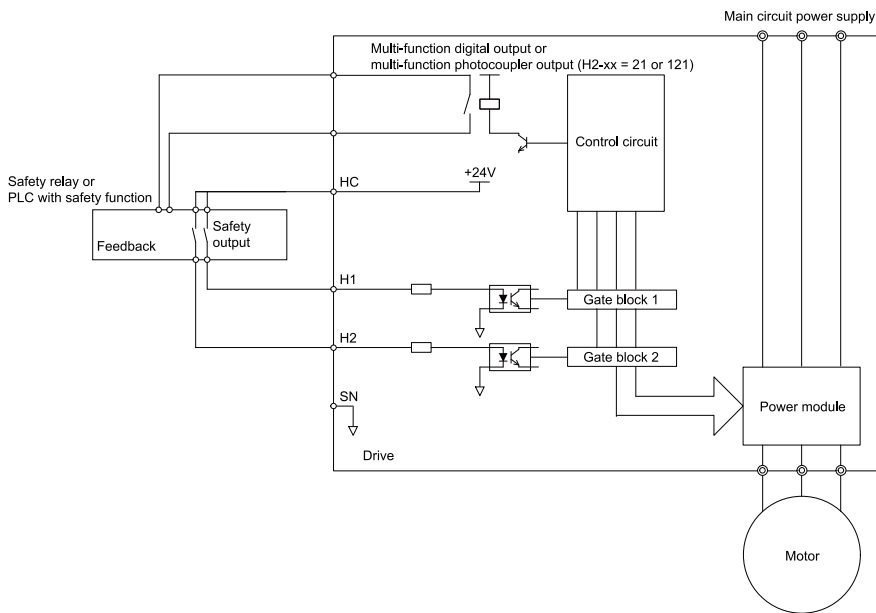 Main circuit power supply
Multi-function digital output or
multi-function photocoupler output (H2-xx = 21 or 121)
Control circuit
Safety relay or
PLC with safety function
HC
+24V
Feedback
Safety
output
H1
Gate block 1
H2
Gate block 2
SN
Power module
Drive
Motor